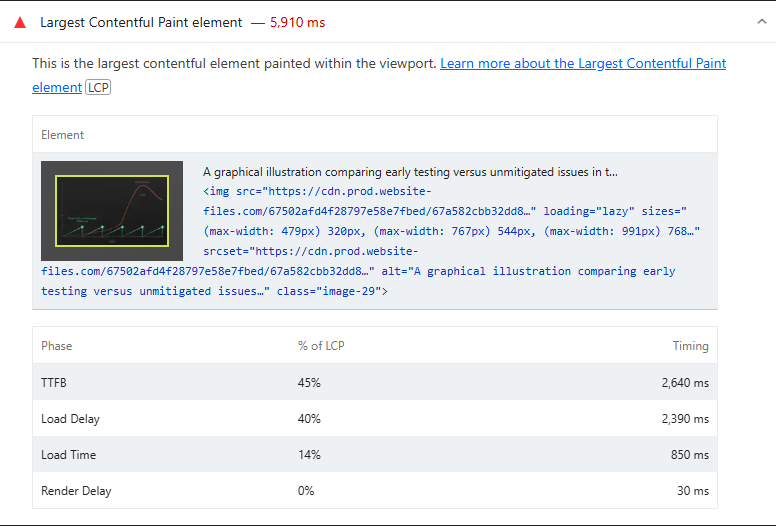 Largest Contentful Paint element — 5,910 ms
This is the largest contentful element painted within the viewport. Learn more about the Largest Contentful Paint
element LCP
Element
A graphical illustration comparing early testing versus unmitigated issues in t...
<img src="https://cdn.prod.website-
files.com/67502afd4f28797e58e7fbed/67a582cbb32dd8…" loading="lazy" sizes="
(max-width: 479px) 320px, (max-width: 767px) 544px, (max-width: 991px) 768…"
srcset="https://cdn.prod.website-
files.com/67502afd4f28797e58e7fbed/67a582cbb32dd8…" alt="A graphical illustration comparing early
testing versus unmitigated issues…" class="image-29">
Phase % of LCP Timing
TTFB 45% 2,640 ms
Load Delay 40% 2,390 ms
Load Time 14% 850 ms
Render Delay 0% 30 ms